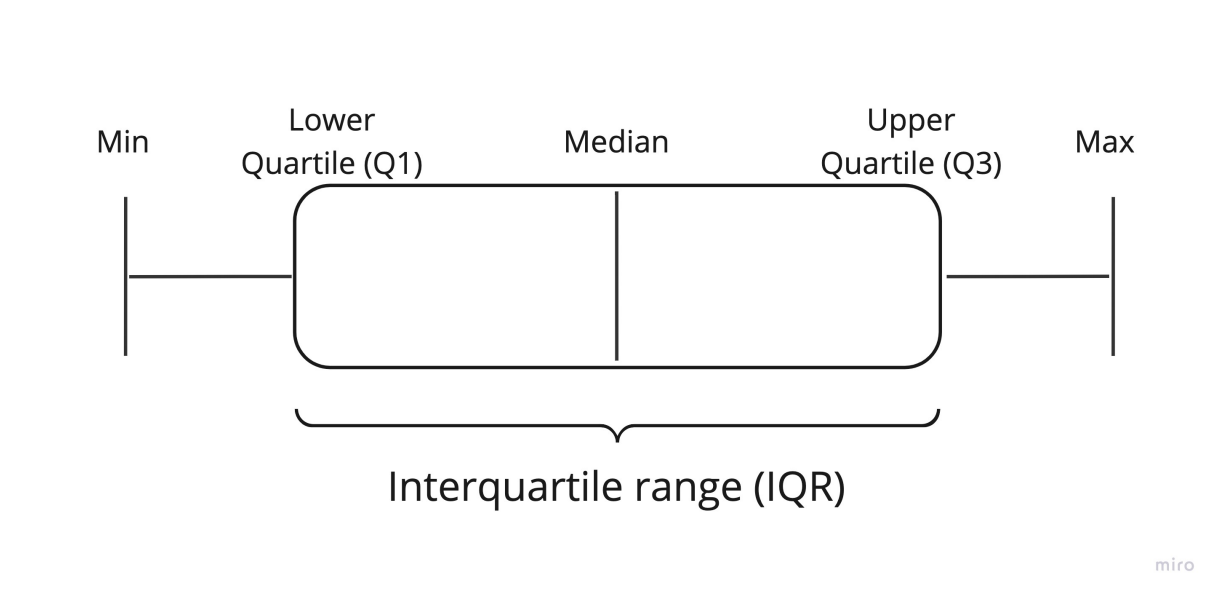 Min
Lower
Quartile (Q1)
Median
Upper
Quartile (Q3)
Max
Interquartile range (IQR)
miro